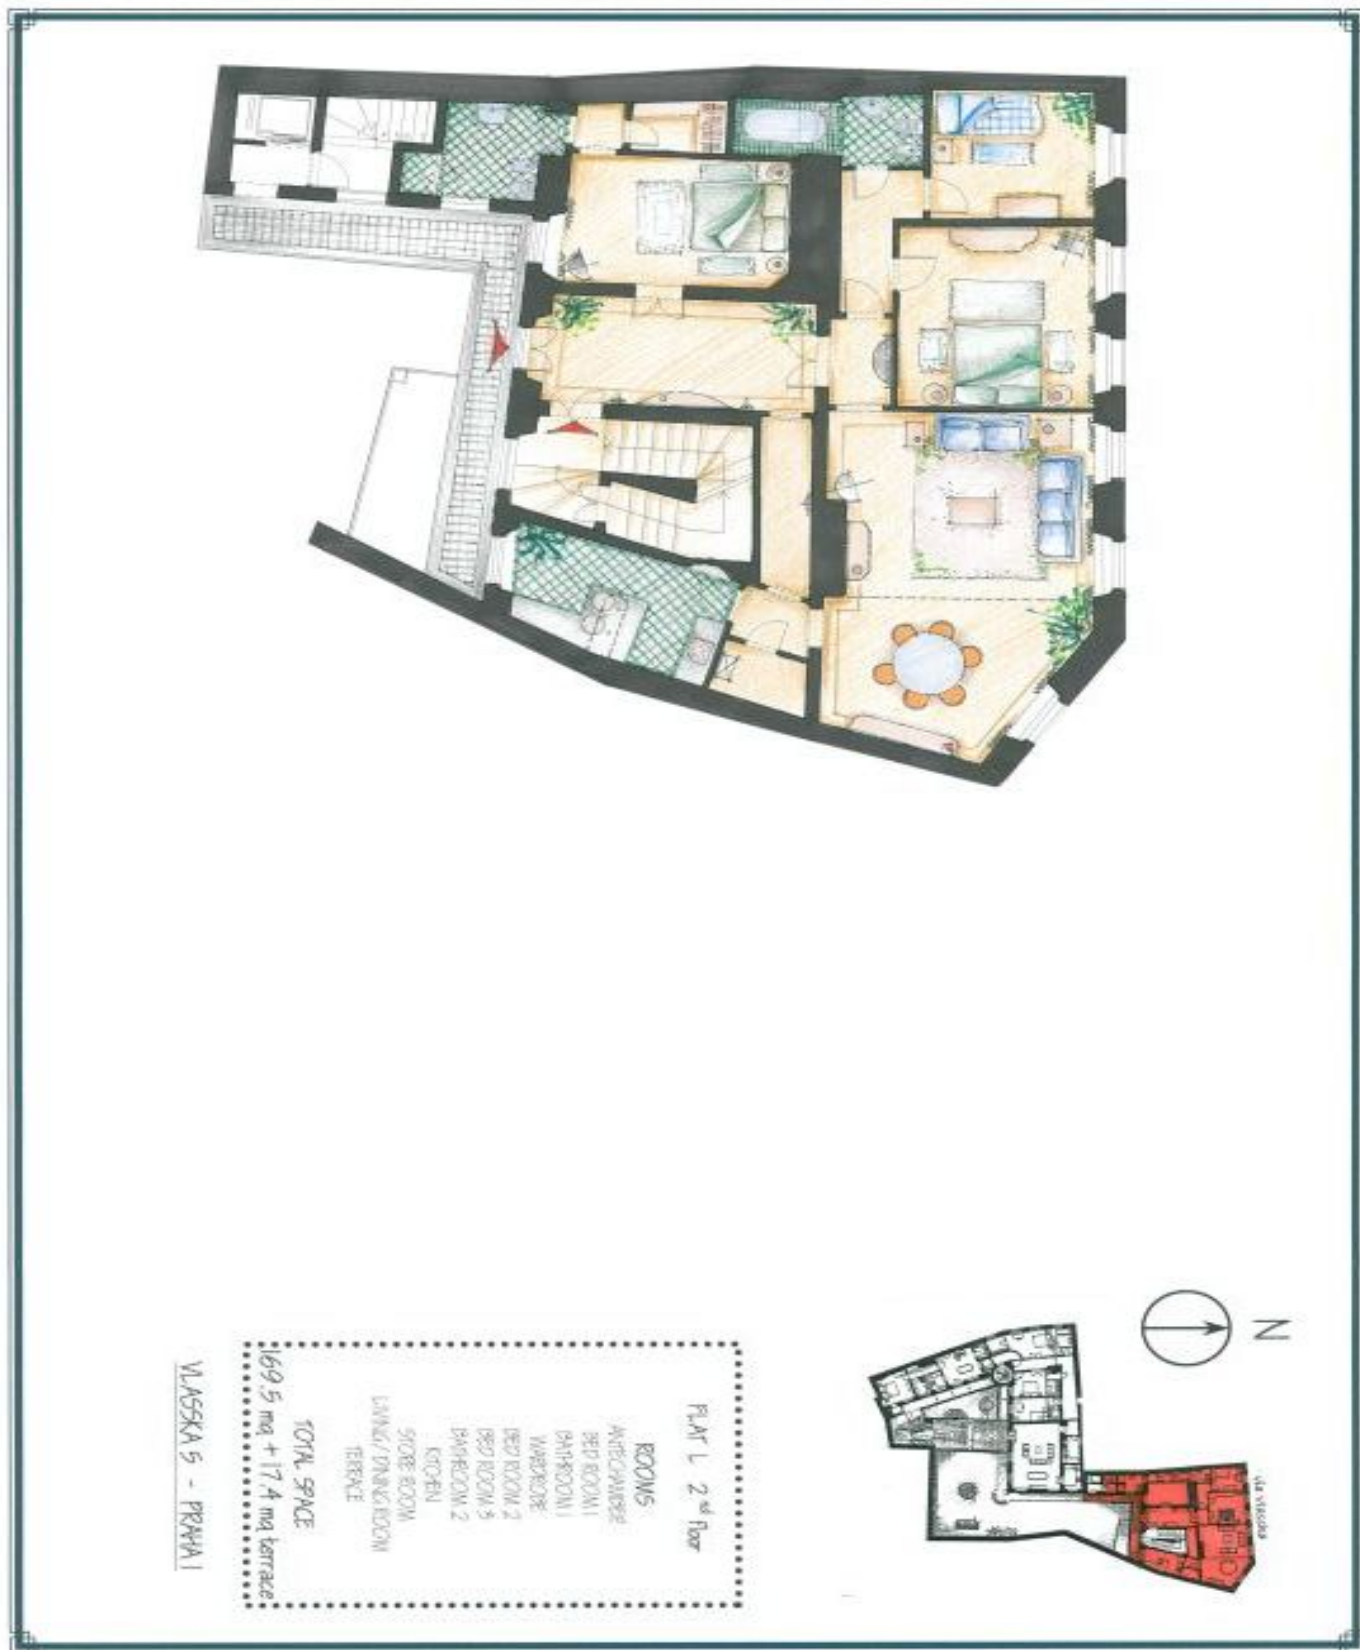 N
via vlasska
FLAT L 2nd floor
ROOMS:
ANTECHAMBER
BED ROOM 1
BATHROOM 1
WARDROBE
BED ROOM 2
BED ROOM 3
BATHROOM 2
KITCHEN
STORE ROOM
LIVING / DINING ROOM
TERRACE
TOTAL SPACE
169.5 mq + 17.4 mq terrace
VLASSKA 5 - PRAHA 1